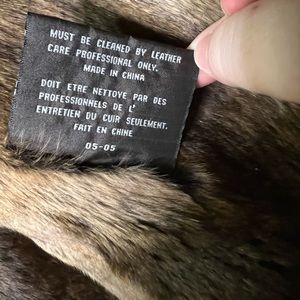 MUST BE CLEANED BY LEATHER
CARE PROFESSIONAL ONLY.
MADE IN CHINA
DOIT ETRE NETTOYE PAR DES
PROFESSIONNELS DE L'
ENTRETIEN DU CUIR SEULEMENT.
FAIT EN CHINE
05-05